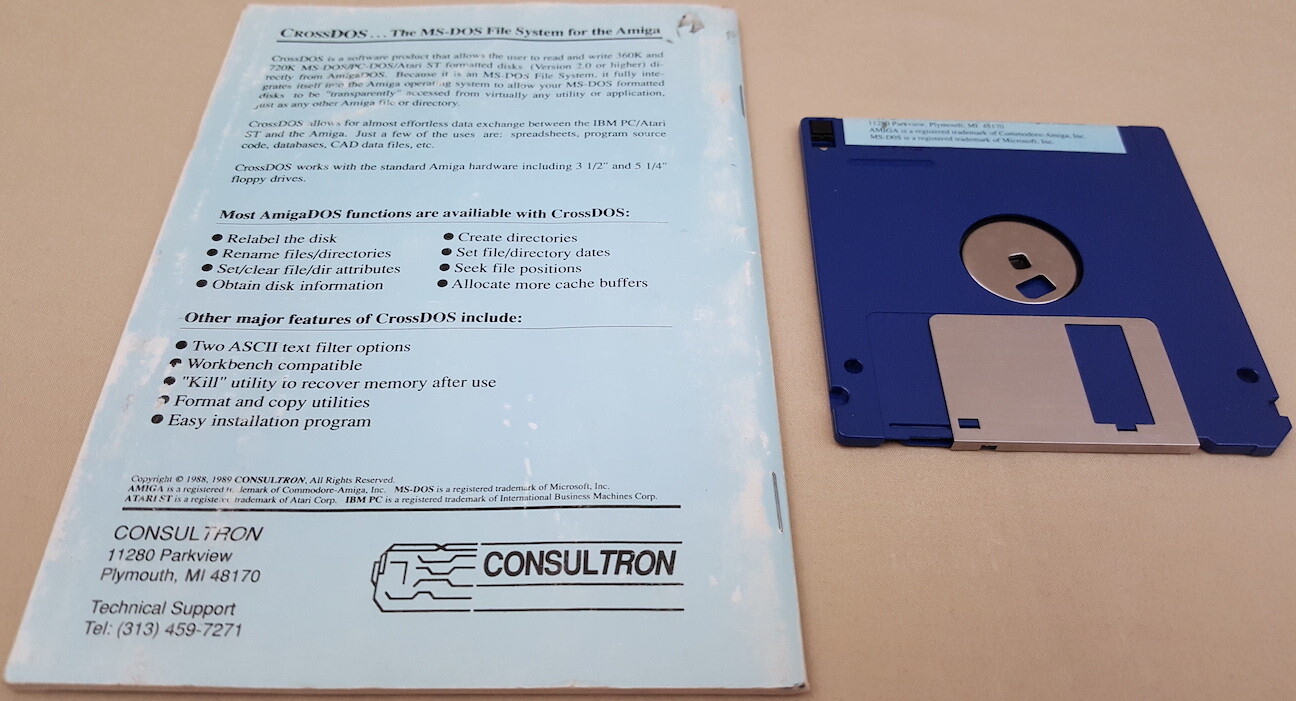 CROSSDOS . . . THE MS-DOS FILE SYSTEM FOR THE AMIGA
CrossDOS is a software product that allows the user to read and write 360K and
720K MS-DOS/PC-DOS/Atari ST formatted disks (Version 2.0 or higher) di-
rectly from AmigaDOS. Because it is an MS-DOS File System, it fully inte-
grates itself into the Amiga operating system to allow your MS-DOS formatted
disks to be "transparently" accessed from virtually any utility or application,
just as any other Amiga file or directory.
CrossDOS allows for almost effortless data exchange between the IBM PC/Atari
ST and the Amiga. Just a few of the uses are: spreadsheets, program source
code, databases, CAD data files, etc.
CrossDOS works with the standard Amiga hardware including 3 1/2" and 5 1/4"
floppy drives.
Most AmigaDOS functions are availiable with CrossDOS:
● Relabel the disk
● Rename files/directories
● Set/clear file/dir attributes
● Obtain disk information
● Create directories
● Set file/directory dates
● Seek file positions
● Allocate more cache buffers
Other major features of CrossDOS include:
● Two ASCII text filter options
● Workbench compatible
● "Kill" utility to recover memory after use
● Format and copy utilities
● Easy installation program
Copyright © 1988, 1989 CONSULTRON, All Rights Reserved.
AMIGA is a registered trademark of Commodore-Amiga, Inc. MS-DOS is a registered trademark of Microsoft, Inc.
ATARI ST is a registered trademark of Atari Corp. IBM PC is a registered trademark of International Business Machines Corp.
CONSULTRON
11280 Parkview
Plymouth, MI 48170
Technical Support
Tel: (313) 459-7271
CONSULTRON
11280 Parkview, Plymouth, MI 48170
AMIGA is a registered trademark of Commodore-Amiga, Inc.
MS-DOS is a registered trademark of Microsoft, Inc.